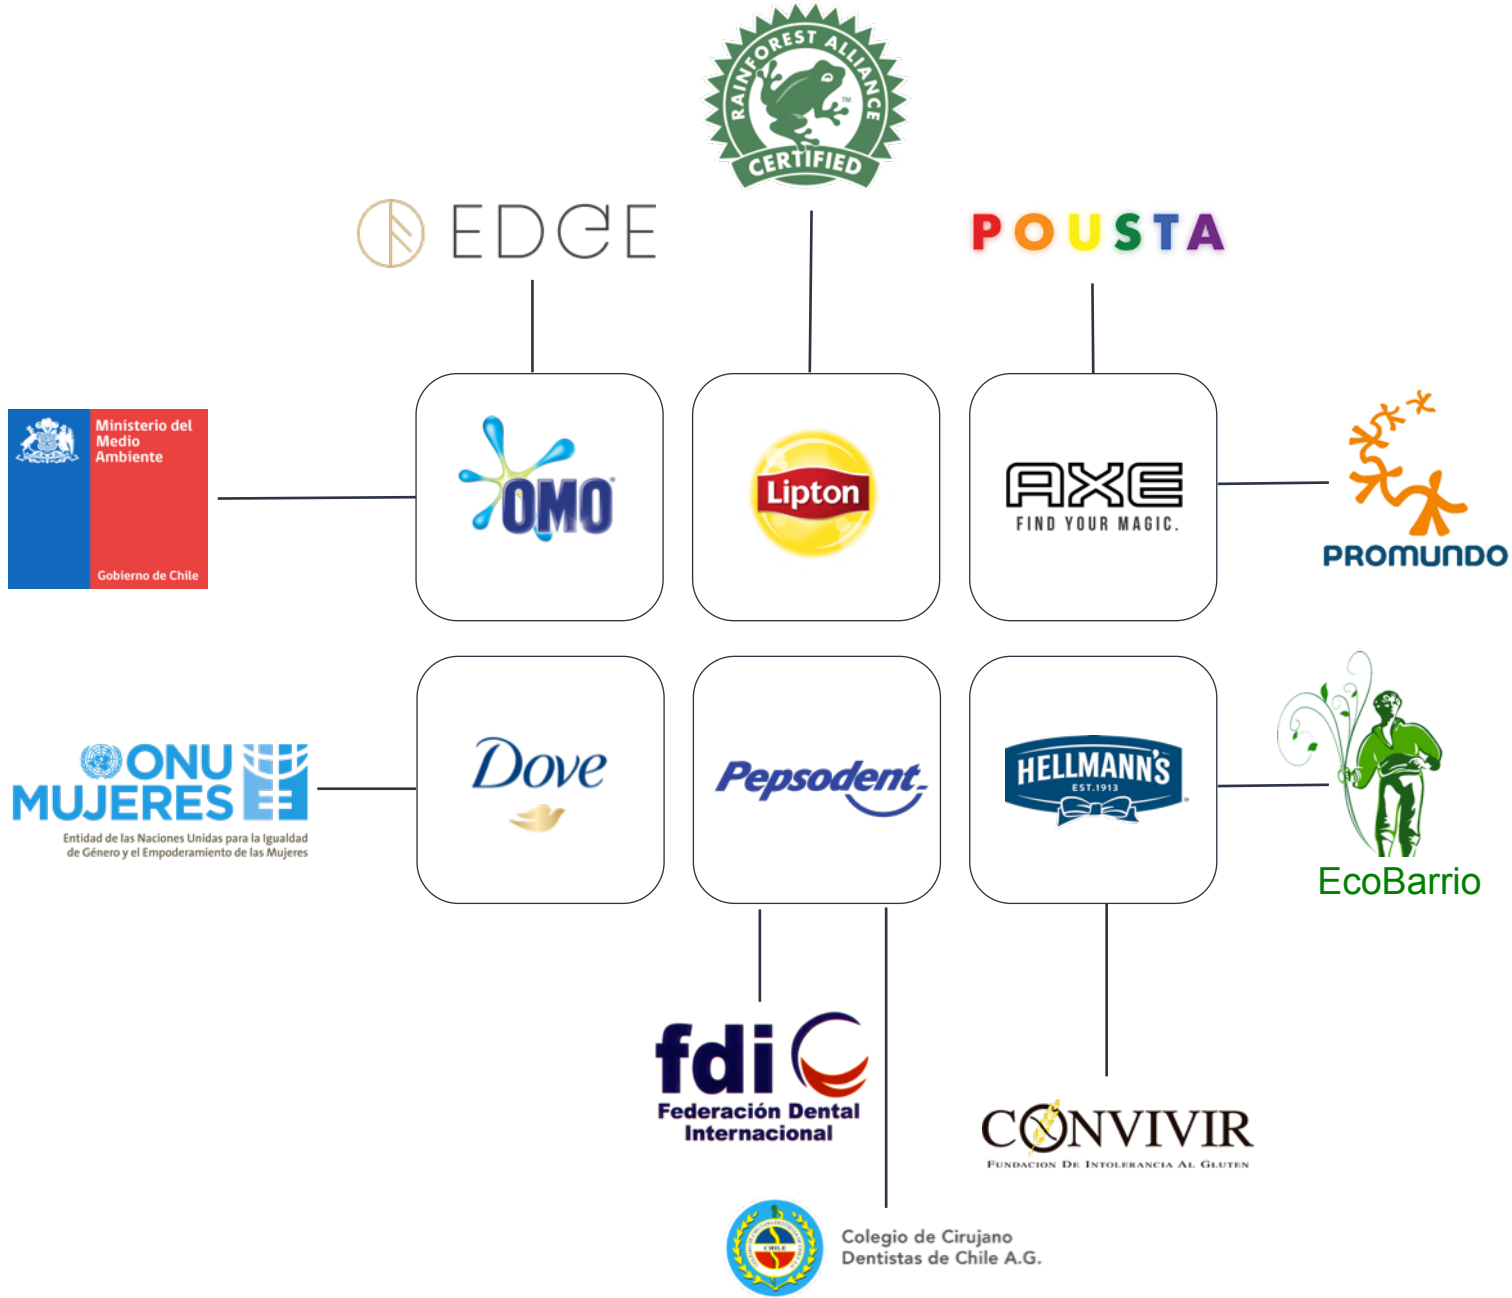 RAINFOREST ALLIANCE
TM
CERTIFIED
EDGE
POUSTA
Ministerio del
Medio
Ambiente
Gobierno de Chile
OMO
Lipton
AXE
FIND YOUR MAGIC.
PROMUNDO
ONU
MUJERES
Entidad de las Naciones Unidas para la Igualdad
de Género y el Empoderamiento de las Mujeres
Dove
Pepsodent
HELLMANN'S
EST.1913
EcoBarrio
fdi
Federación Dental
Internacional
CONVIVIR
FUNDACION DE INTOLERANCIA AL GLUTEN
CHILE
Colegio de Cirujano
Dentistas de Chile A.G.